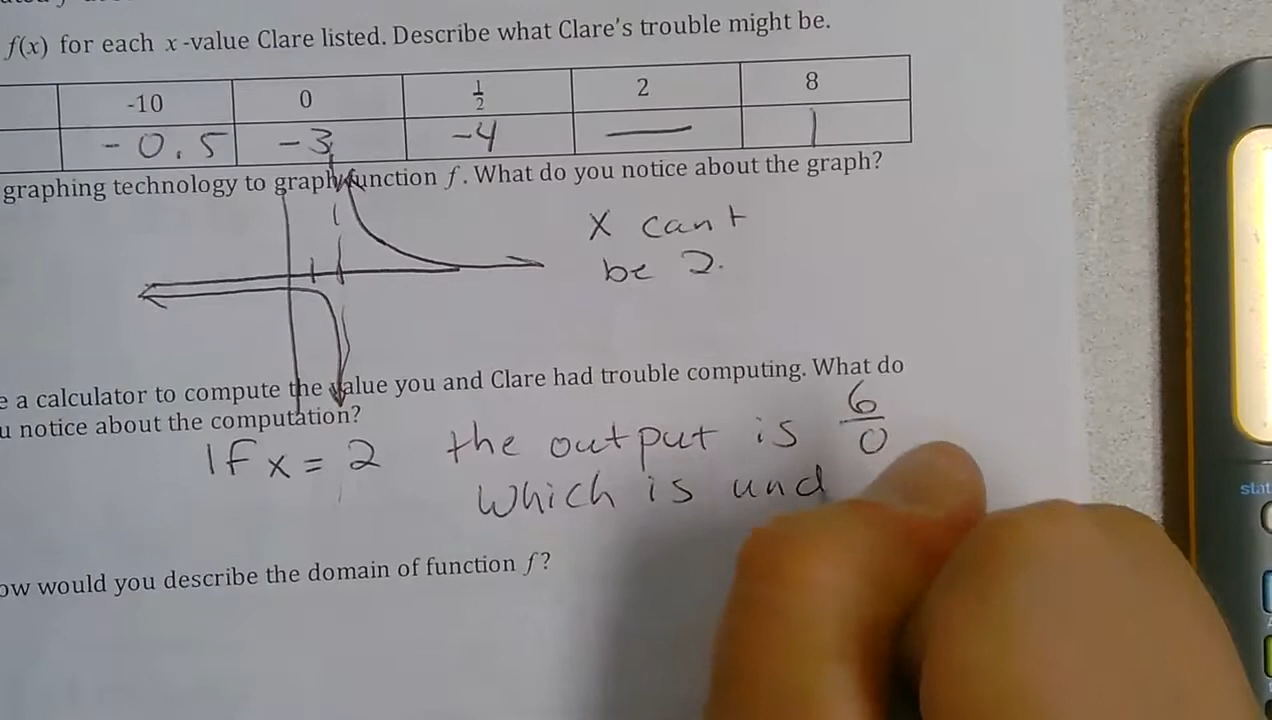 f(x) for each x-value Clare listed. Describe what Clare's trouble might be.
-10 0 1/2 2 8
-0.5 -3 -4 — 1
graphing technology to graph function f. What do you notice about the graph?
X can't
be 2.
a calculator to compute the value you and Clare had trouble computing. What do
notice about the computation?
If x = 2 the output is 6/0
which is und
would you describe the domain of function f?
stat